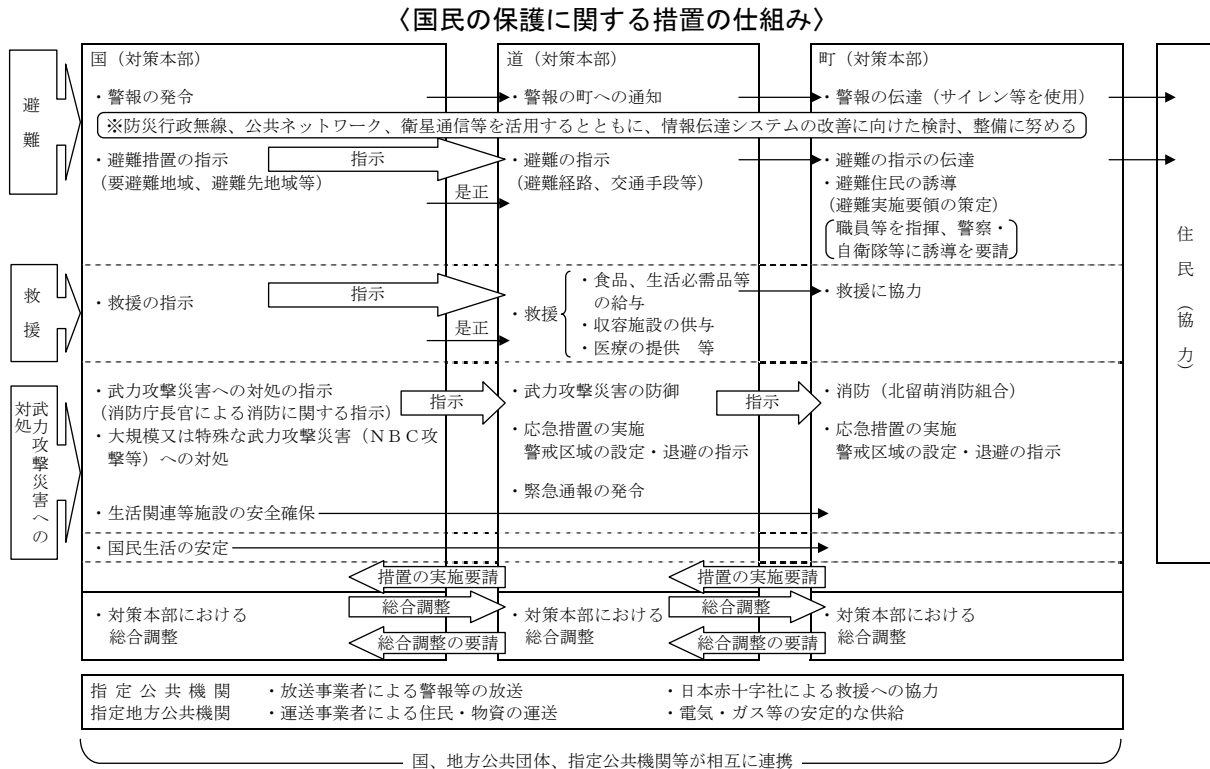 〈国民の保護に関する措置の仕組み〉
避難
国（対策本部）
・警報の発令
※防災行政無線、公共ネットワーク、衛星通信等を活用するとともに、情報伝達システムの改善に向けた検討、整備に努める
・避難措置の指示
（要避難地域、避難先地域等）
指示
是正
道（対策本部）
・警報の町への通知
・避難の指示
（避難経路、交通手段等）
町（対策本部）
・警報の伝達（サイレン等を使用）
・避難の指示の伝達
・避難住民の誘導
（避難実施要領の策定）
職員等を指揮、警察・
自衛隊等に誘導を要請
住民（協力）
救援
・救援の指示
指示
是正
・救援
・食品、生活必需品等
の給与
・収容施設の供与
・医療の提供　等
・救援に協力
武力攻撃災害への
対処
・武力攻撃災害への対処の指示
（消防庁長官による消防に関する指示）
・大規模又は特殊な武力攻撃災害（ＮＢＣ攻
撃等）への対処
指示
・武力攻撃災害の防御
・応急措置の実施
警戒区域の設定・退避の指示
・緊急通報の発令
指示
・消防（北留萌消防組合）
・応急措置の実施
警戒区域の設定・退避の指示
・生活関連等施設の安全確保
・国民生活の安定
措置の実施要請
措置の実施要請
・対策本部における
総合調整
総合調整
総合調整の要請
・対策本部における
総合調整
総合調整
総合調整の要請
・対策本部における
総合調整
指定公共機関
指定地方公共機関
・放送事業者による警報等の放送
・運送事業者による住民・物資の運送
・日本赤十字社による救援への協力
・電気・ガス等の安定的な供給
国、地方公共団体、指定公共機関等が相互に連携